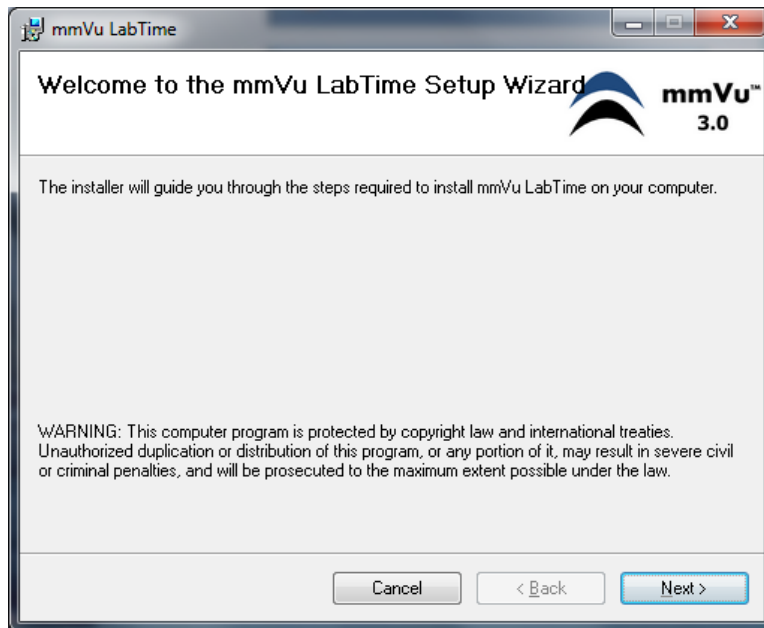 mmVu LabTime
Welcome to the mmVu LabTime Setup Wizard
mmVu™
3.0
The installer will guide you through the steps required to install mmVu LabTime on your computer.
WARNING: This computer program is protected by copyright law and international treaties.
Unauthorized duplication or distribution of this program, or any portion of it, may result in severe civil
or criminal penalties, and will be prosecuted to the maximum extent possible under the law.
Cancel
< Back
Next >